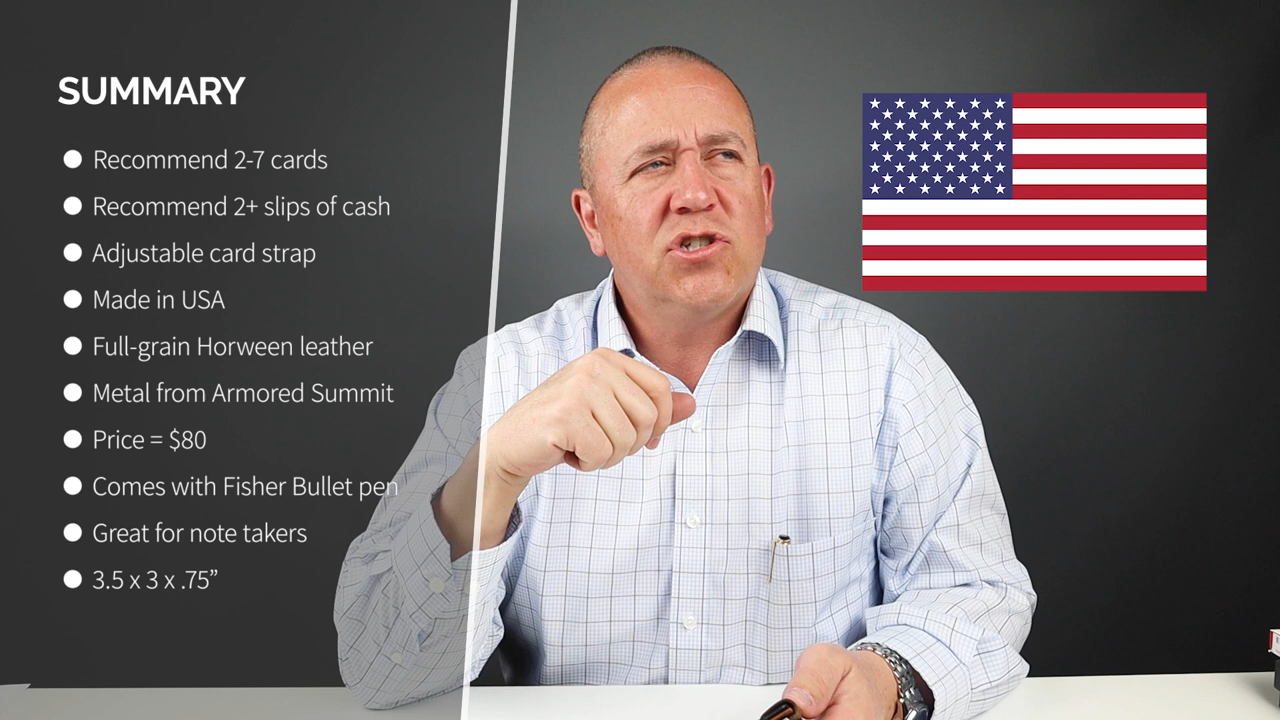 SUMMARY
Recommend 2-7 cards
Recommend 2+ slips of cash
Adjustable card strap
Made in USA
Full-grain Horween leather
Metal from Armored Summit
Price = $80
Comes with Fisher Bullet pen
Great for note takers
3.5 x 3 x .75”